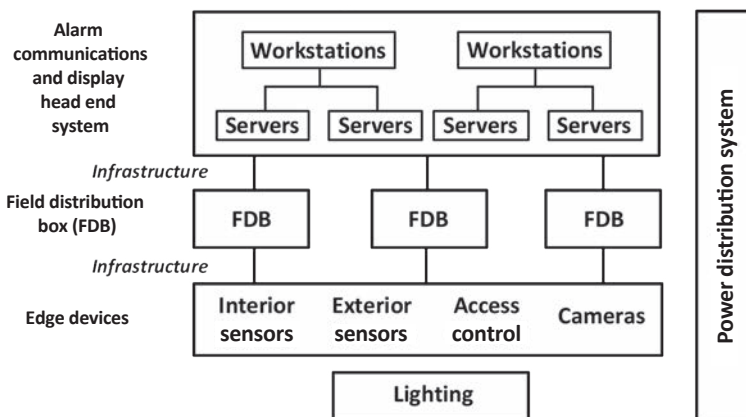 Alarm
communications
and display
head end
system
Workstations
Workstations
Servers
Servers
Servers
Servers
Infrastructure
Field distribution
box (FDB)
FDB
FDB
FDB
Infrastructure
Edge devices
Interior
sensors
Exterior
sensors
Access
control
Cameras
Lighting
Power distribution system